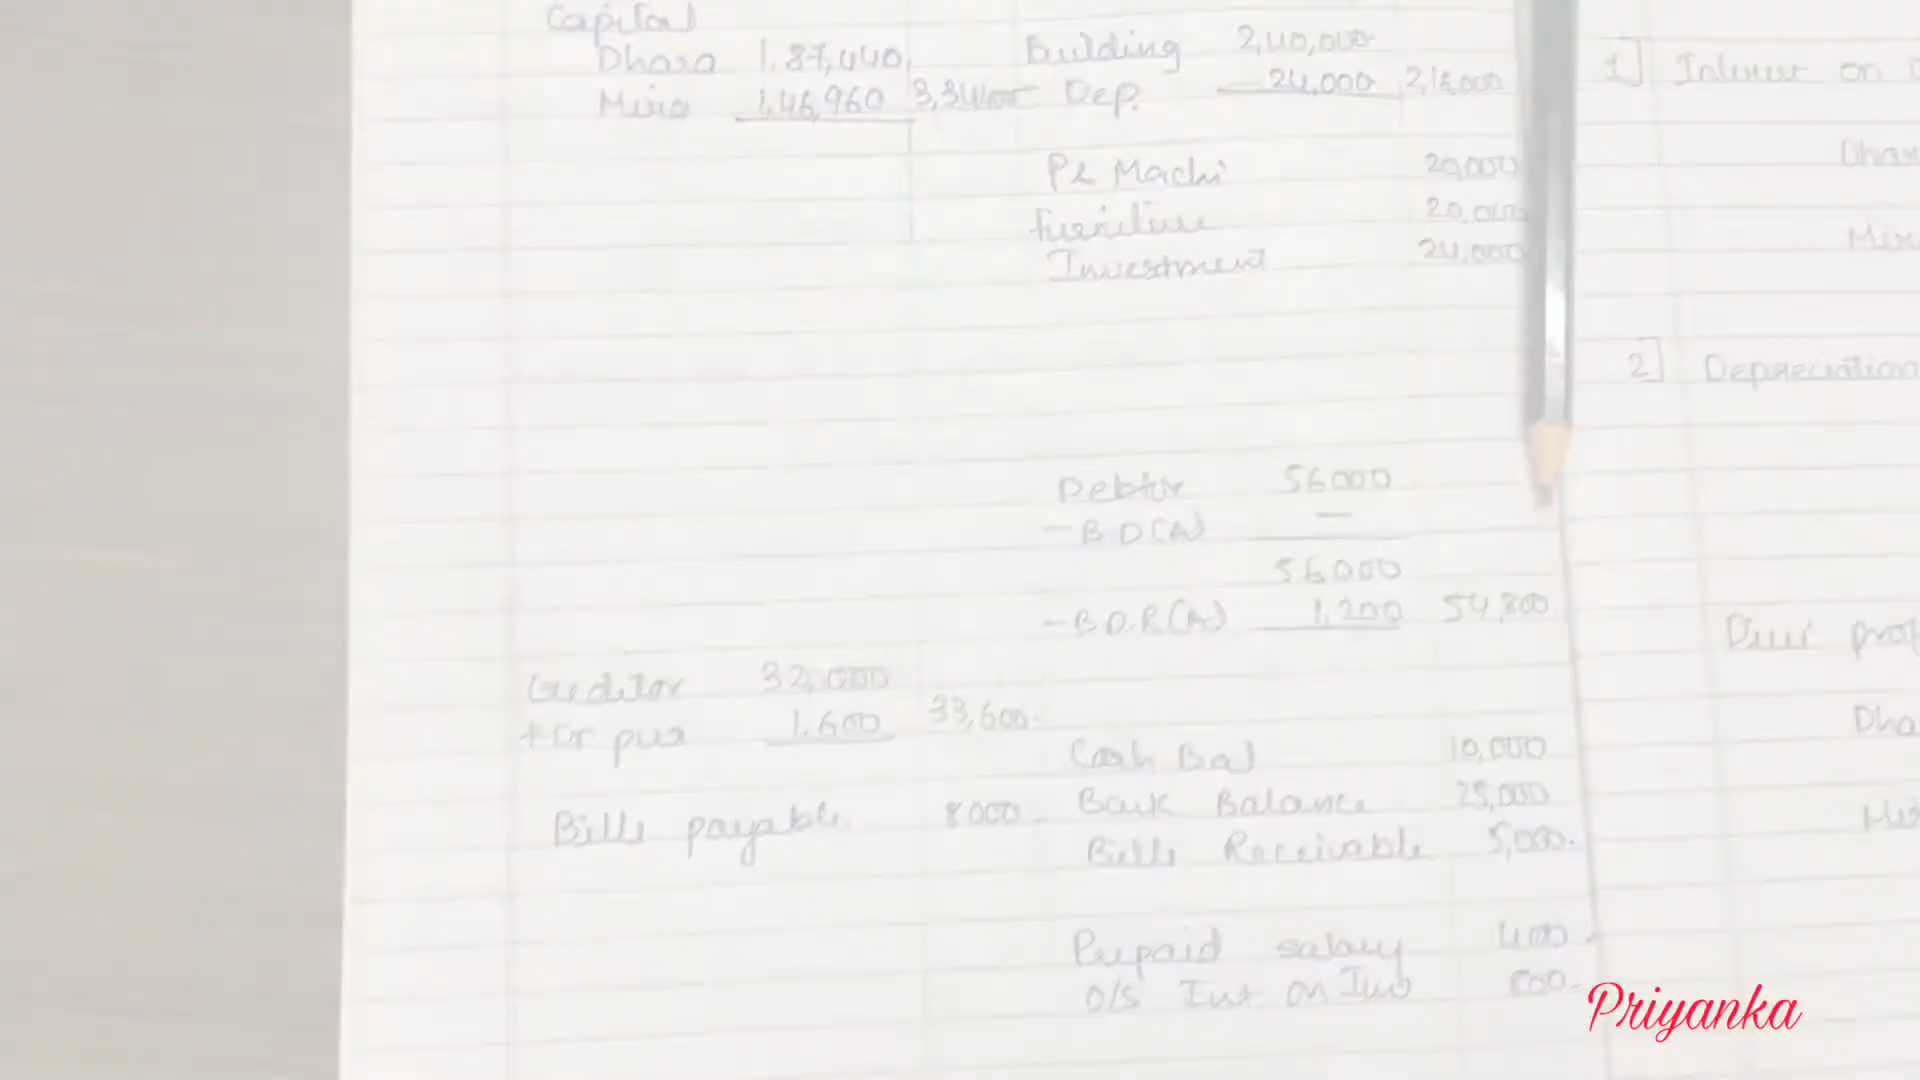 Capital
Dhara 1,87,440
Mira 1,46,960 3,34,400
Building 2,40,000
Dep. 24,000 2,16,000
Pl Machi 20,000
furniture 20,000
Investment 24,000
Debtor 56000
- B D (A) —
56000
- B.D.R (A) 1,200 54,800
Creditor 32,000
+ Cr pur 1,600 33,600
Bills payable 8000
Cash Bal 10,000
Bank Balance 25,000
Bills Receivable 5,000
Prepaid salary 400
O/S Int on Inv
1] Interest on
2] Depreciation
Priyanka